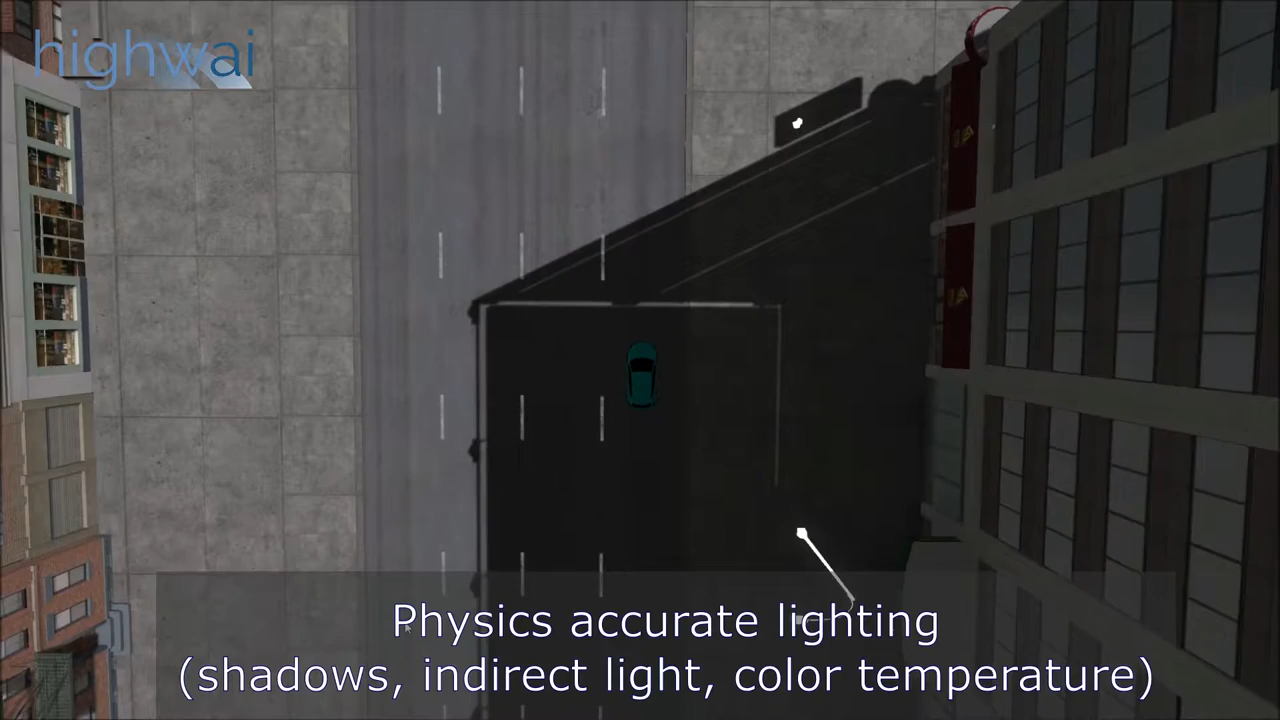 highwai
Physics accurate lighting
(shadows, indirect light, color temperature)